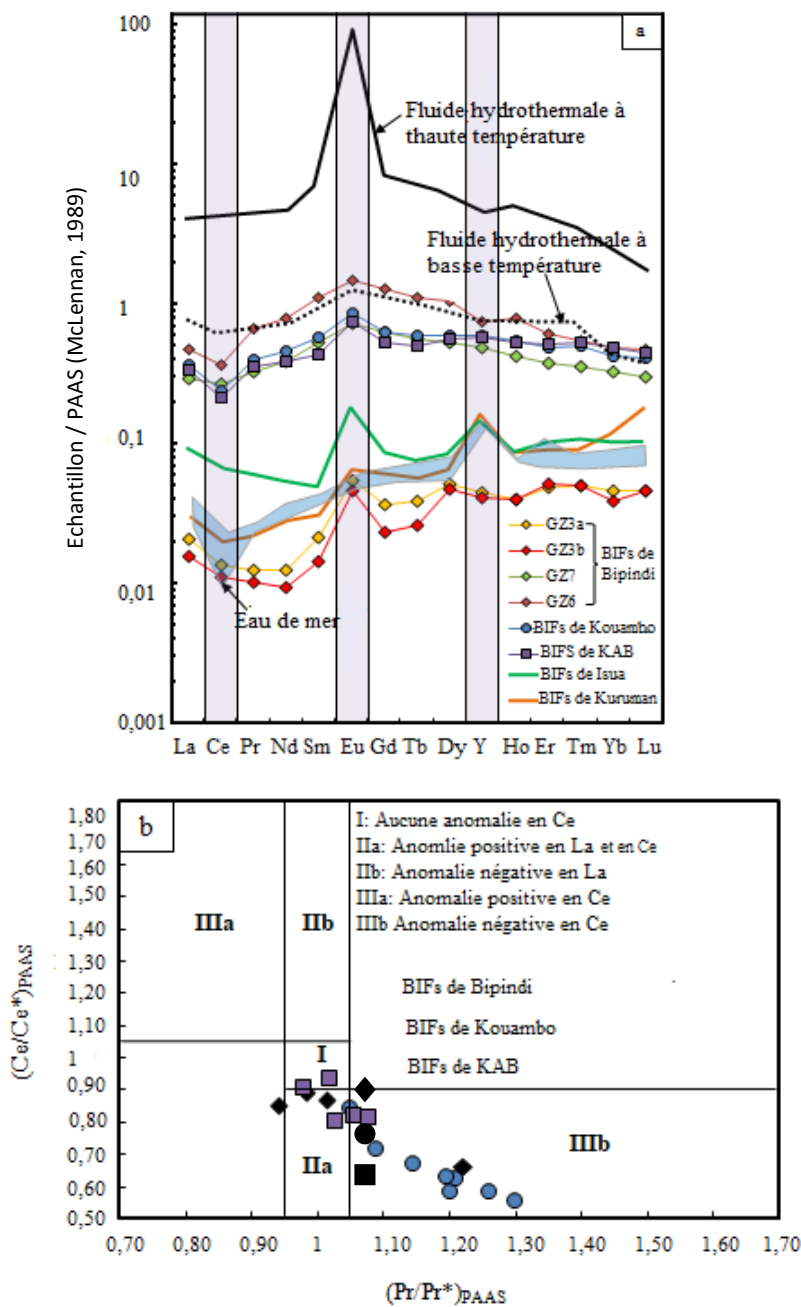 100
a
Fluide hydrothermale à
thaute température
10
Fluide hydrothermale à
basse température
1
0,1
0,01
0,001
Echantillon / PAAS (McLennan, 1989)
Eau de mer
GZ3a
GZ3b
GZ7
GZ6
BIFs de
Bipindi
BIFs de Kouambo
BIFS de KAB
BIFs de Isua
BIFs de Kuruman
La Ce Pr Nd Sm Eu Gd Tb Dy Y Ho Er Tm Yb Lu
b
1,80
1,80
1,70
1,60
1,50
1,40
1,30
1,20
1,10
1
0,90
0,80
0,70
0,60
0,50
(Ce/Ce*)PAAS
I: Aucune anomalie en Ce
IIa: Anomlie positive en La et en Ce
IIb: Anomalie négative en La
IIIa: Anomalie positive en Ce
IIIb Anomalie négative en Ce
IIIa
IIb
BIFs de Bipindi
BIFs de Kouambo
BIFs de KAB
I
IIa
IIIb
0,70 0,80 0,90 1 1,10 1,20 1,30 1,40 1,50 1,60 1,70
(Pr/Pr*)PAAS